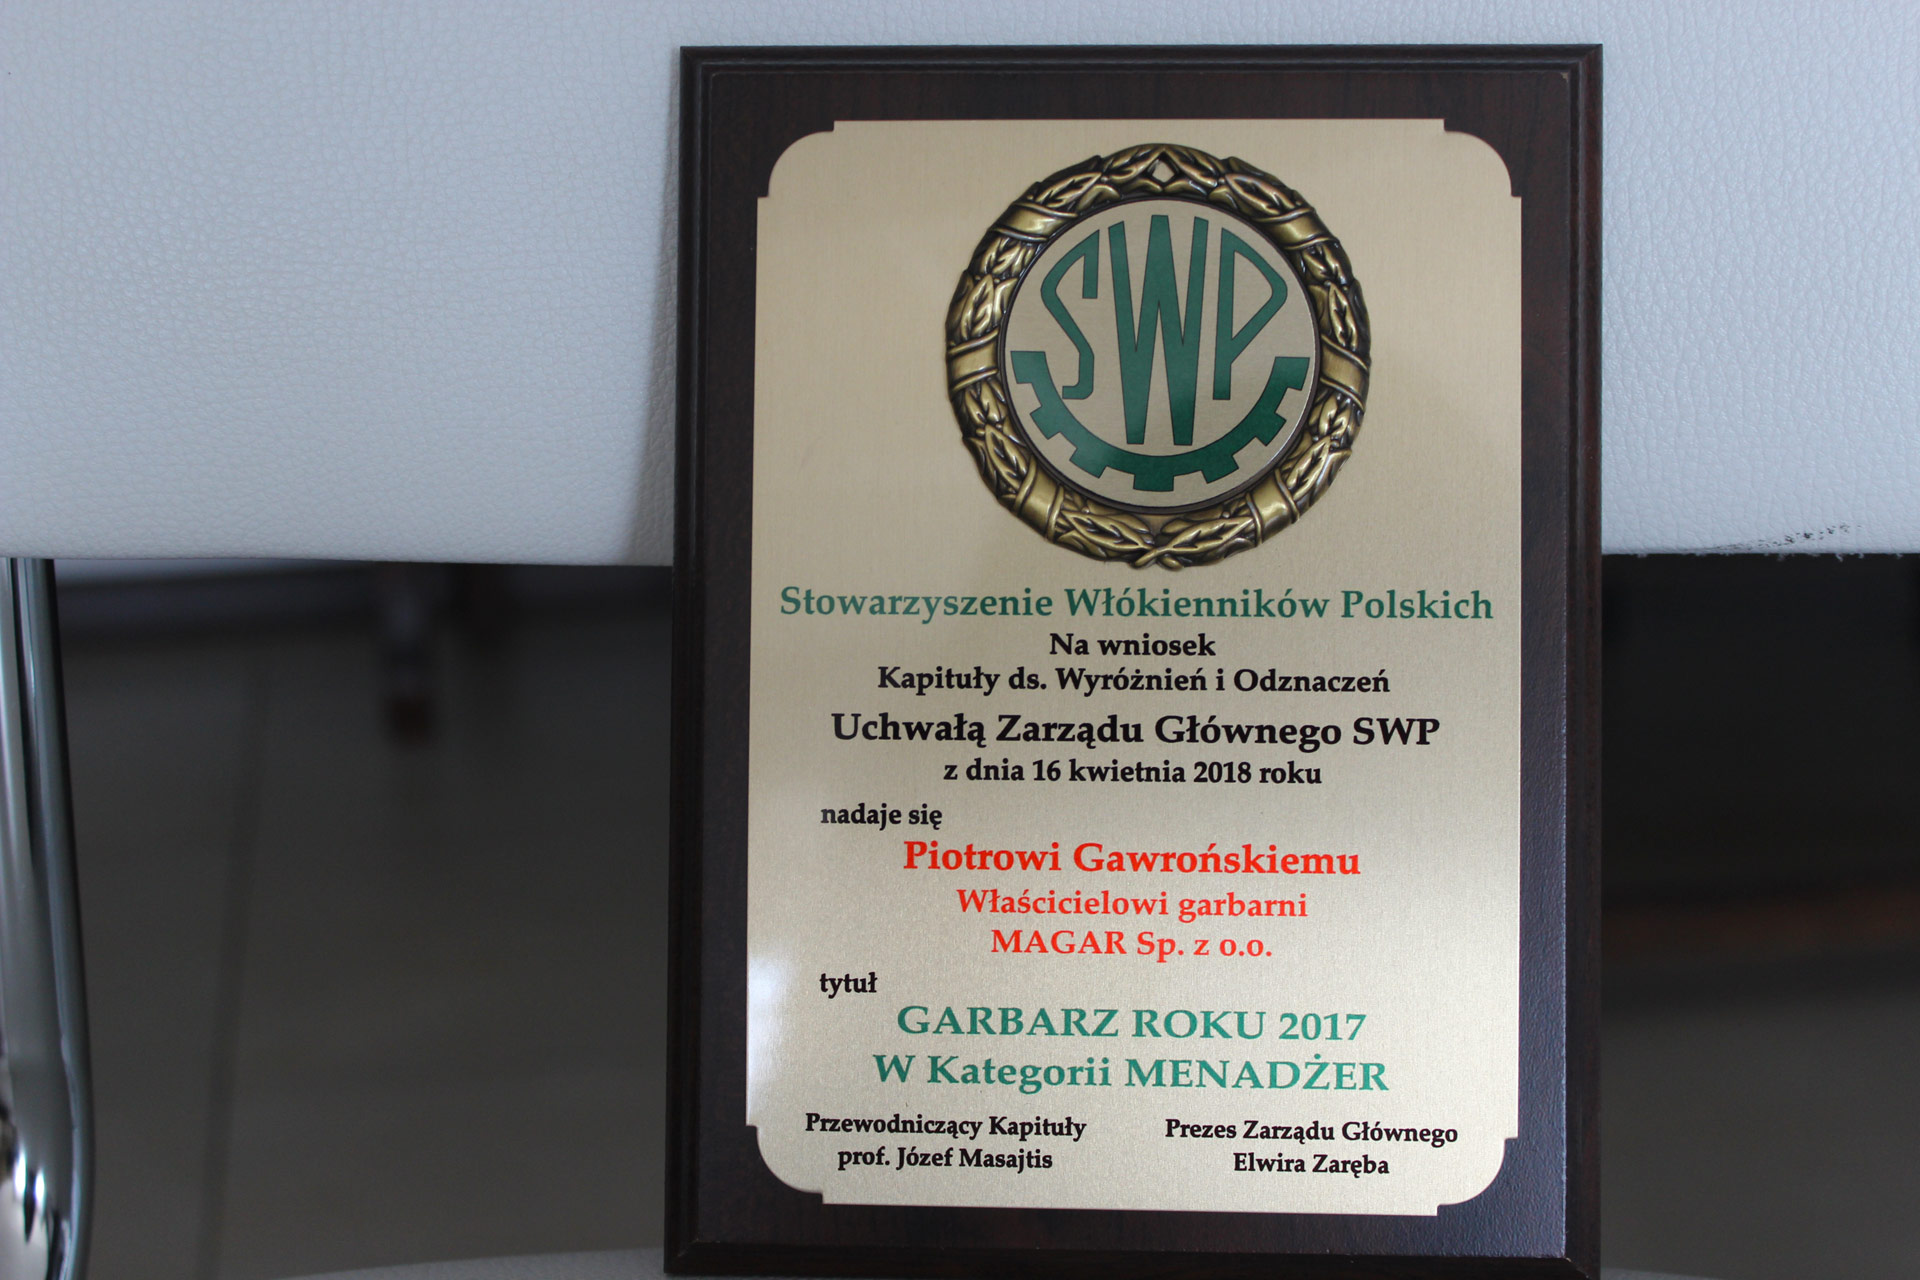 SWP
Stowarzyszenie Włókienników Polskich
Na wniosek
Kapituły ds. Wyróżnień i Odznaczeń
Uchwałą Zarządu Głównego SWP
z dnia 16 kwietnia 2018 roku
nadaje się
Piotrowi Gawrońskiemu
Właścicielowi garbarni
MAGAR Sp. z o.o.
tytuł
GARBARZ ROKU 2017
W Kategorii MENADŻER
Przewodniczący Kapituły
prof. Józef Masajtis
Prezes Zarządu Głównego
Elwira Zaręba